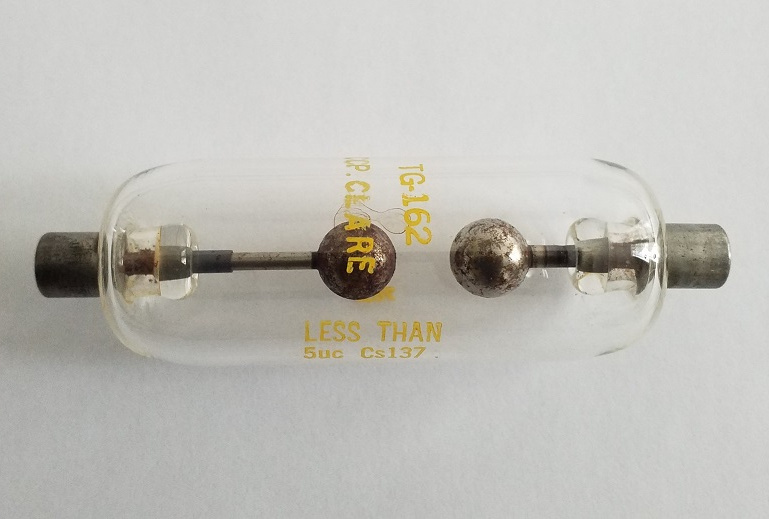 TG-162
CLARE
LESS THAN
5uc Cs137.